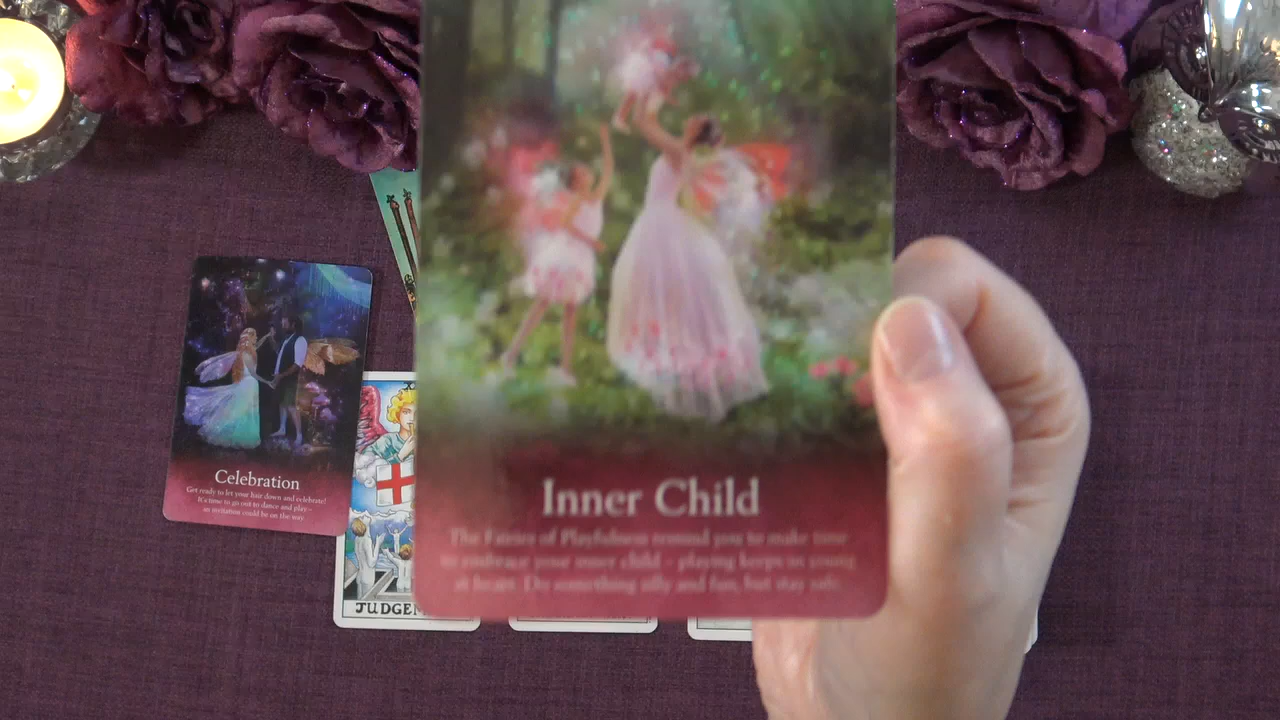 Inner Child
The Fairies of Playfulness remind you to make time
to embrace your inner child - playing keeps us young
at heart. Do something silly and fun, but stay safe.
Celebration
Get ready to let your hair down and celebrate!
It's time to go out to dance and play -
an invitation could be on the way
JUDGEM